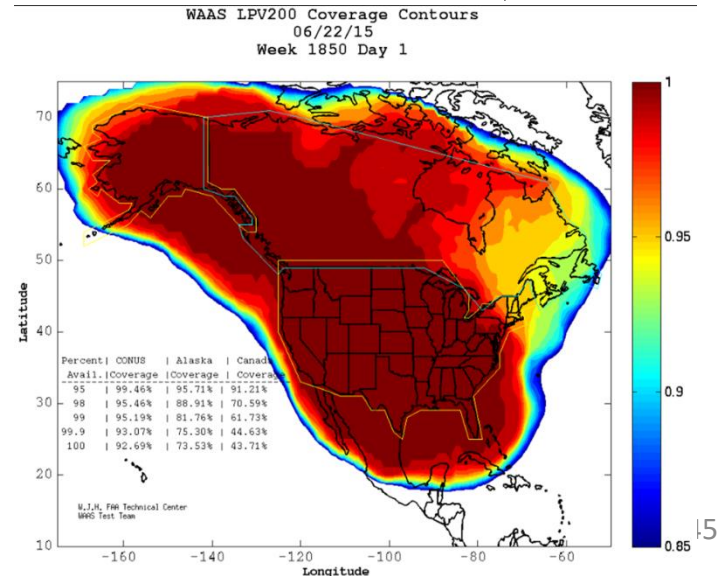 WAAS LPV200 Coverage Contours
06/22/15
Week 1850 Day 1
70
60
50
40
30
20
10
Latitude
Percent| CONUS | Alaska | Canad
Avail.|Coverage |Coverage | Coverage
95 | 99.46% | 95.71% | 91.21%
98 | 95.46% | 88.91% | 70.59%
99 | 95.19% | 81.76% | 61.73%
99.9 | 93.07% | 75.30% | 44.63%
100 | 92.69% | 73.53% | 43.71%
W.J.H. FAA Technical Center
WAAS Test Team
-160 -140 -120 -100 -80 -60
Longitude
1
0.95
0.9
0.85
45